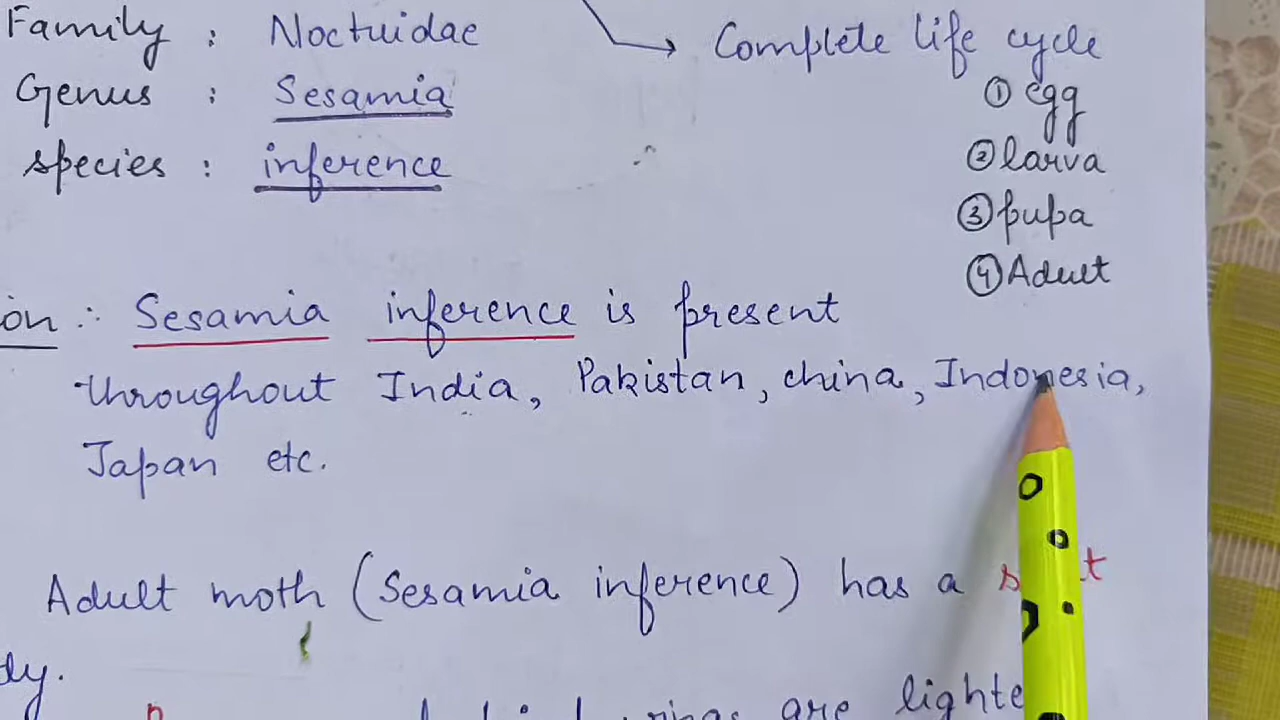 Family : Noctuidae
Complete life cycle
Genus : Sesamia
① egg
species : inference
② larva
③ pupa
④ Adult
on :- Sesamia inference is present
throughout India, Pakistan, china, Indonesia,
Japan etc.
Adult moth (Sesamia inference) has a
dy.
are